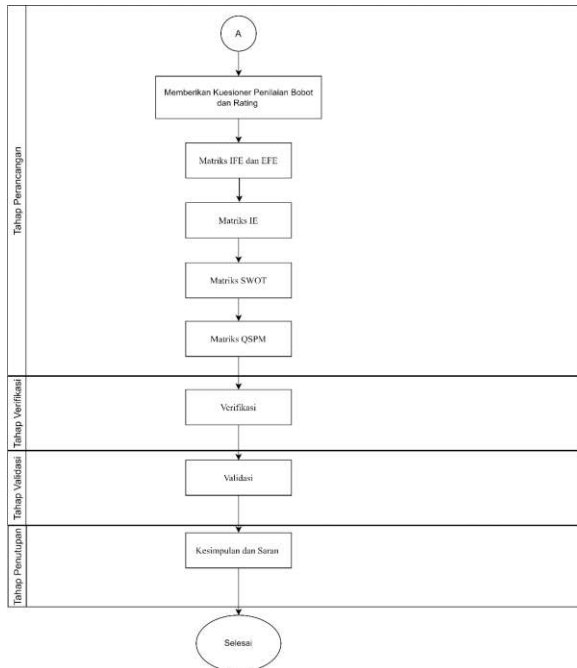 A
Memberikan Kuesioner Penilaian Bobot
dan Rating
Matriks IFE dan EFE
Matriks IE
Matriks SWOT
Matriks QSPM
Tahap Perancangan
Verifikasi
Tahap Verifikasi
Validasi
Tahap Validasi
Kesimpulan dan Saran
Tahap Penutupan
Selesai